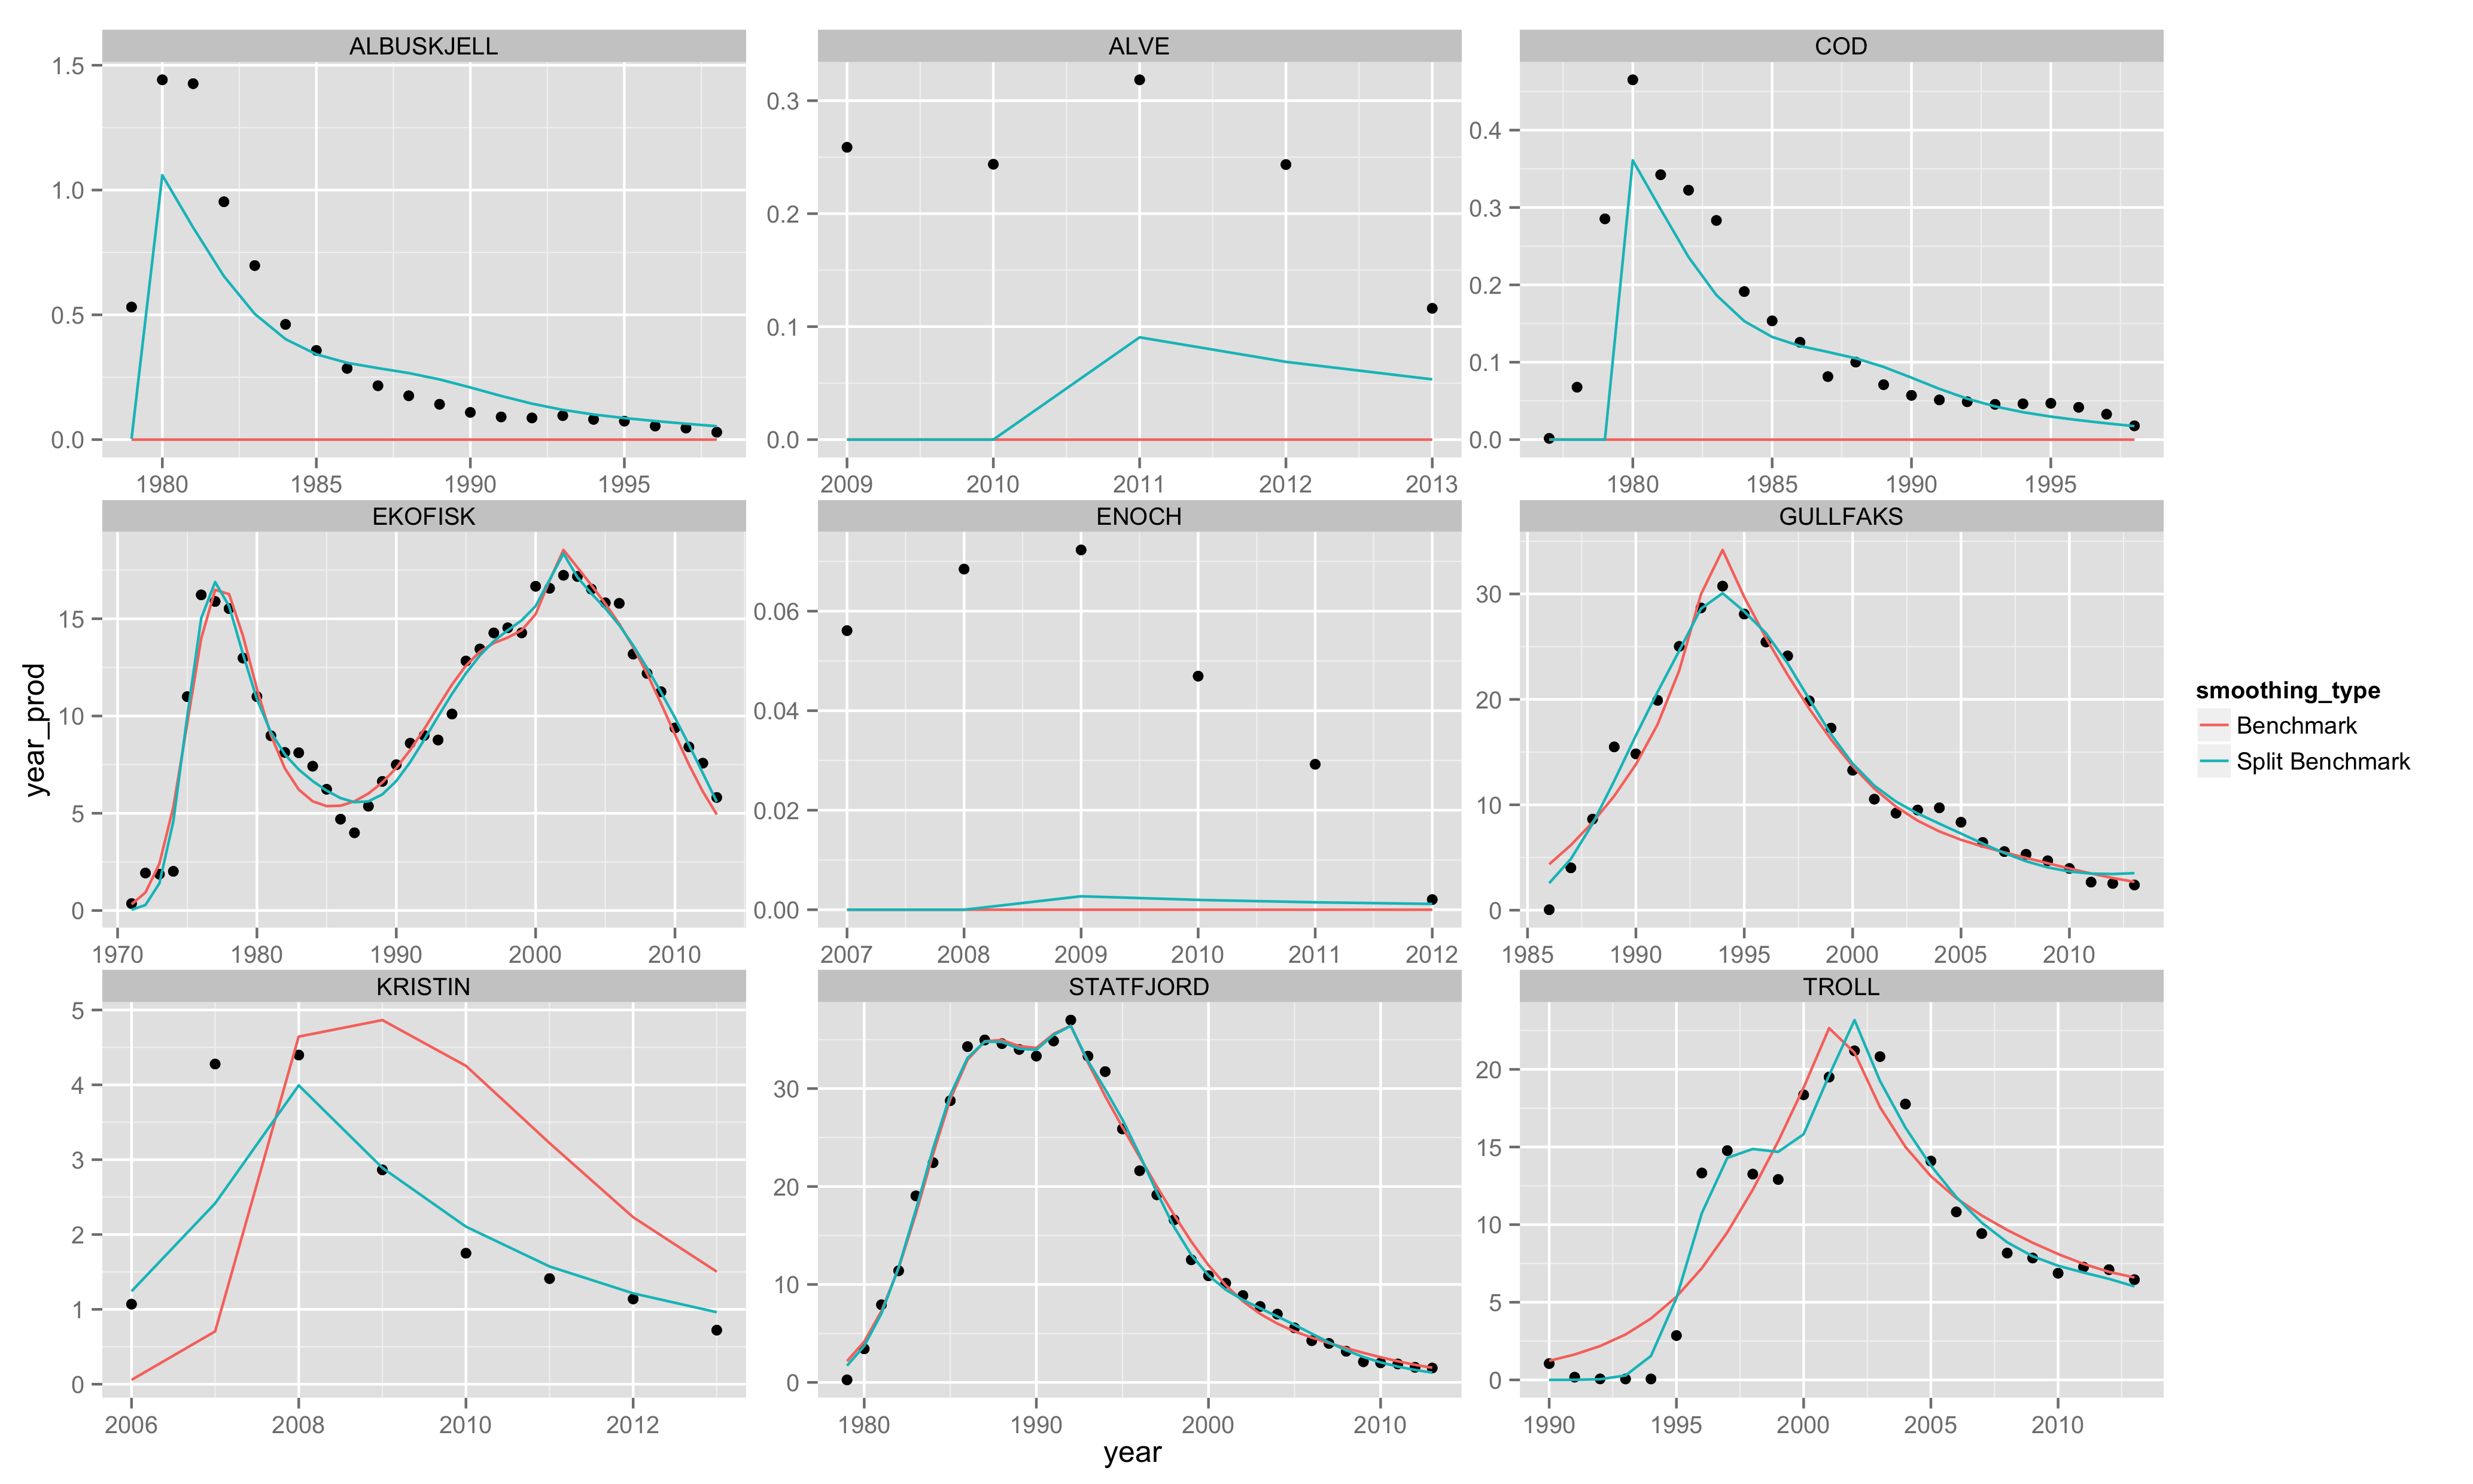 ALBUSKJELL ALVE COD
1.5
1.0
0.5
0.0
0.3
0.2
0.1
0.0
0.4
0.3
0.2
0.1
0.0
1980 1985 1990 1995
2009 2010 2011 2012 2013
1980 1985 1990 1995
EKOFISK ENOCH GULLFAKS
15
10
5
0
0.06
0.04
0.02
0.00
30
20
10
0
1970 1980 1990 2000 2010
2007 2008 2009 2010 2011 2012
1985 1990 1995 2000 2005 2010
KRISTIN STATFJORD TROLL
5
4
3
2
1
0
30
20
10
0
20
15
10
5
0
2006 2008 2010 2012
1980 1990 2000 2010
1990 1995 2000 2005 2010
year
year_prod
smoothing_type
Benchmark
Split Benchmark